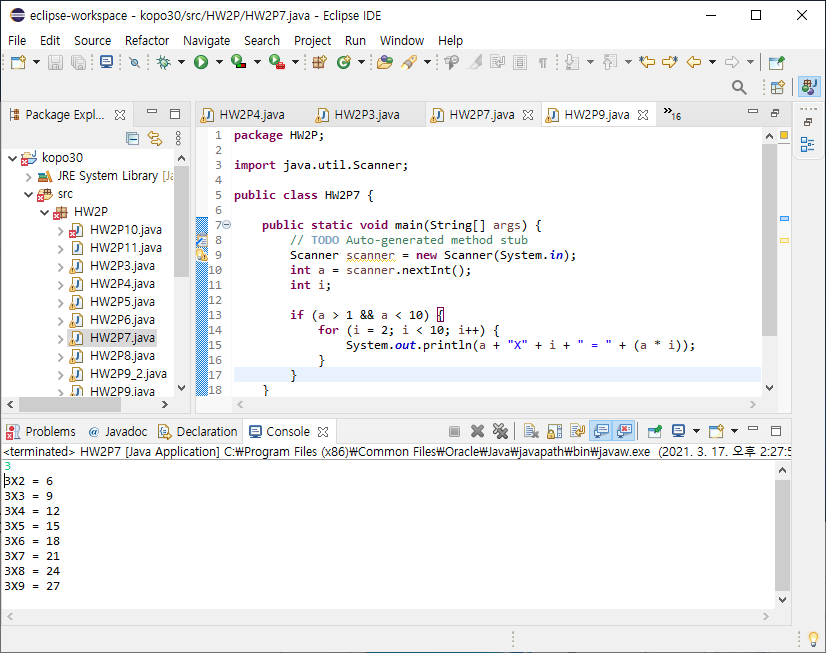 eclipse-workspace - kopo30/src/HW2P/HW2P7.java - Eclipse IDE
File Edit Source Refactor Navigate Search Project Run Window Help
Package Expl...
kopo30
JRE System Library [Ja
src
HW2P
HW2P10.java
HW2P11.java
HW2P3.java
HW2P4.java
HW2P5.java
HW2P6.java
HW2P7.java
HW2P8.java
HW2P9_2.java
HW2P9.java
HW2P4.java HW2P3.java HW2P7.java HW2P9.java »16
1 package HW2P;
2
3 import java.util.Scanner;
4
5 public class HW2P7 {
6
7 public static void main(String[] args) {
8 // TODO Auto-generated method stub
9 Scanner scanner = new Scanner(System.in);
10 int a = scanner.nextInt();
11 int i;
12
13 if (a > 1 && a < 10) {
14 for (i = 2; i < 10; i++) {
15 System.out.println(a + "X" + i + " = " + (a * i));
16 }
17 }
18 }
Problems @ Javadoc Declaration Console
<terminated> HW2P7 [Java Application] C:₩Program Files (x86)₩Common Files₩Oracle₩Java₩javapath₩bin₩javaw.exe (2021. 3. 17. 오후 2:27:5
3
3X2 = 6
3X3 = 9
3X4 = 12
3X5 = 15
3X6 = 18
3X7 = 21
3X8 = 24
3X9 = 27